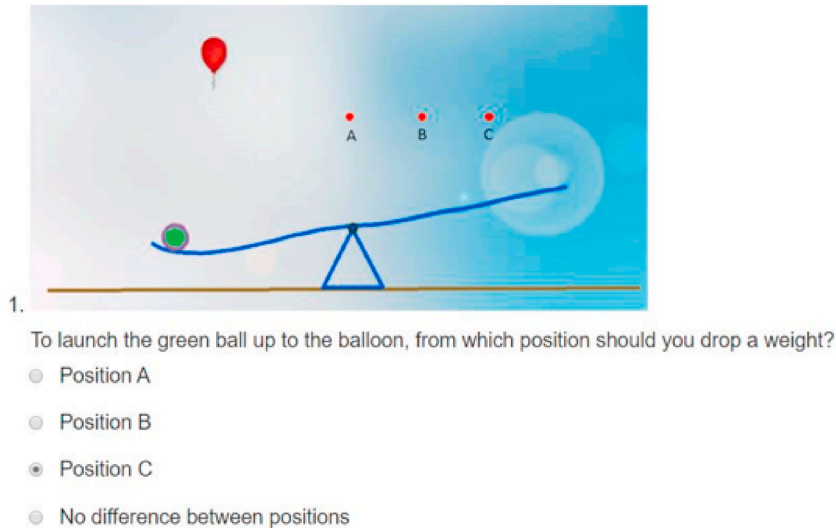 A
B
C
1.
To launch the green ball up to the balloon, from which position should you drop a weight?
Position A
Position B
Position C
No difference between positions